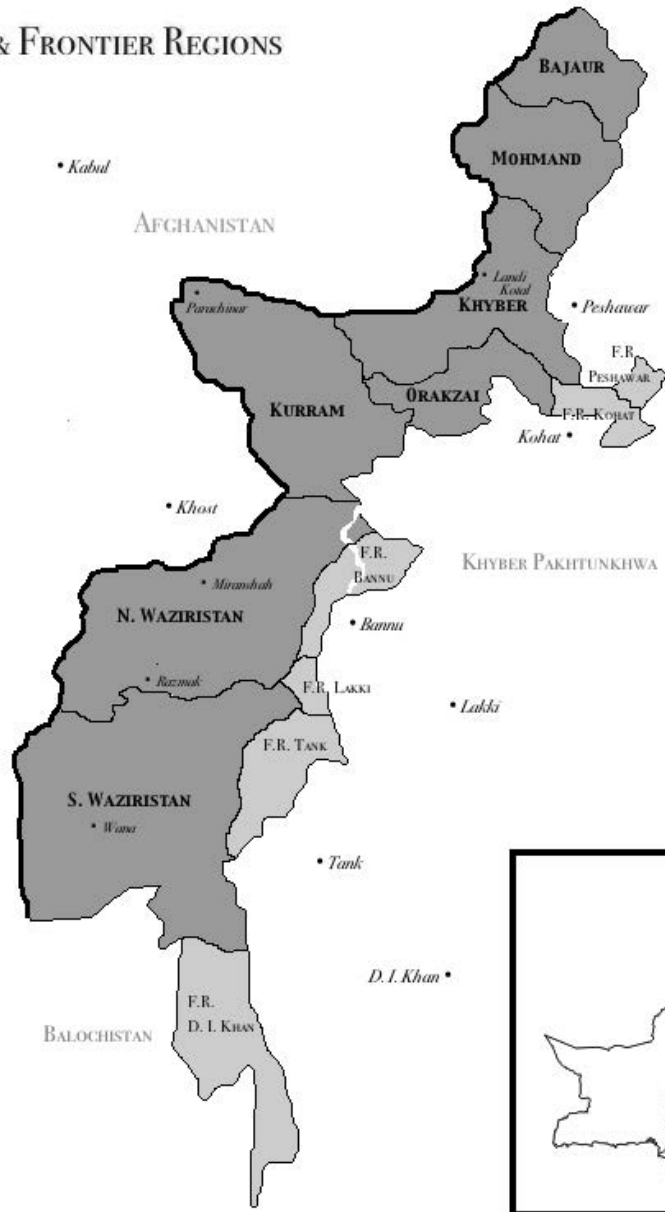 & FRONTIER REGIONS
BAJAUR
MOHMAND
Kabul
AFGHANISTAN
Landi
Kotal
Parachinar
KHYBER
Peshawar
F.R.
PESHAWAR
ORAKZAI
KURRAM
F.R. KOHAT
Kohat
Khost
F.R.
BANNU
KHYBER PAKHTUNKHWA
Miranshah
N. WAZIRISTAN
Bannu
Razmak
F.R. LAKKI
Lakki
F.R. TANK
S. WAZIRISTAN
Wana
Tank
D. I. Khan
F.R.
D. I. KHAN
BALOCHISTAN